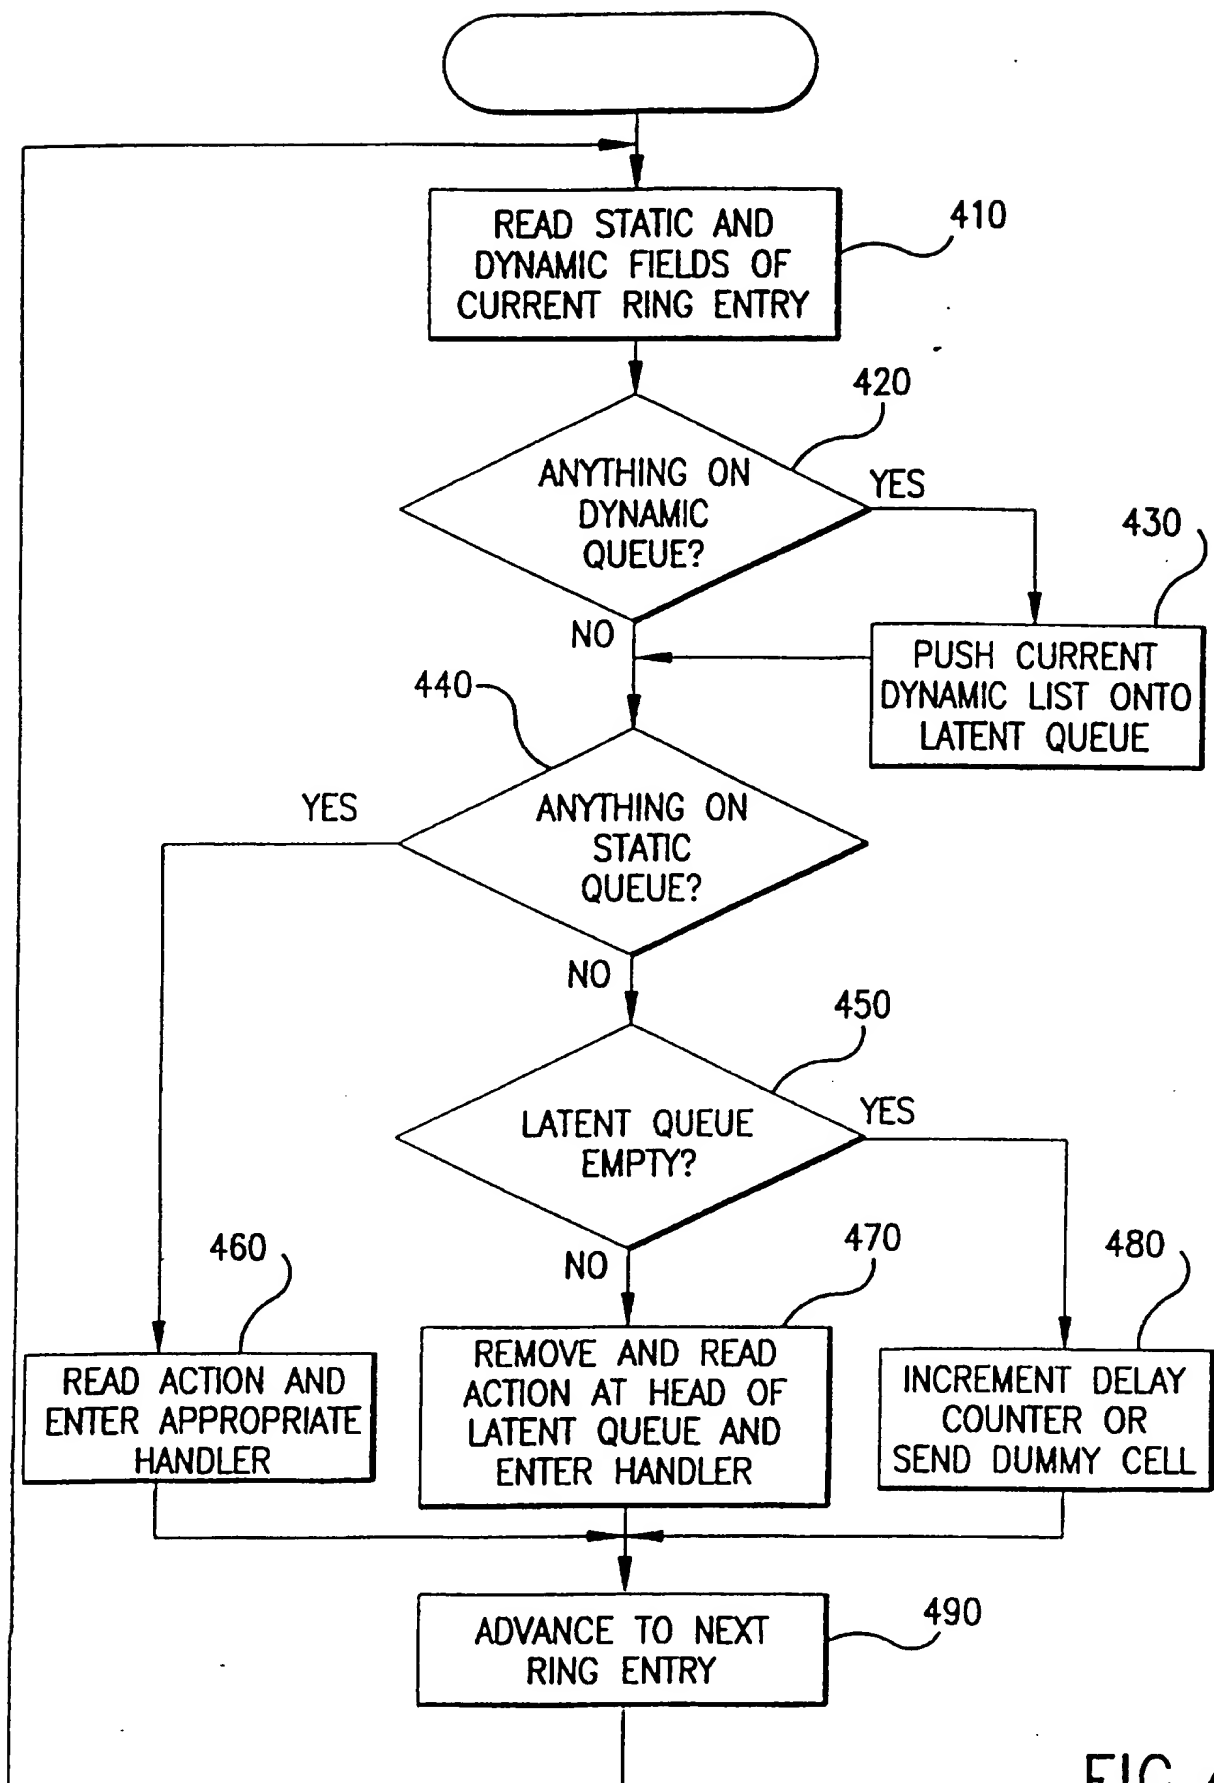 READ STATIC AND
DYNAMIC FIELDS OF
CURRENT RING ENTRY
410
420
ANYTHING ON
DYNAMIC
QUEUE?
YES
NO
430
PUSH CURRENT
DYNAMIC LIST ONTO
LATENT QUEUE
440
YES
ANYTHING ON
STATIC
QUEUE?
NO
450
LATENT QUEUE
EMPTY?
YES
NO
460
READ ACTION AND
ENTER APPROPRIATE
HANDLER
470
REMOVE AND READ
ACTION AT HEAD OF
LATENT QUEUE AND
ENTER HANDLER
480
INCREMENT DELAY
COUNTER OR
SEND DUMMY CELL
ADVANCE TO NEXT
RING ENTRY
490
FIG